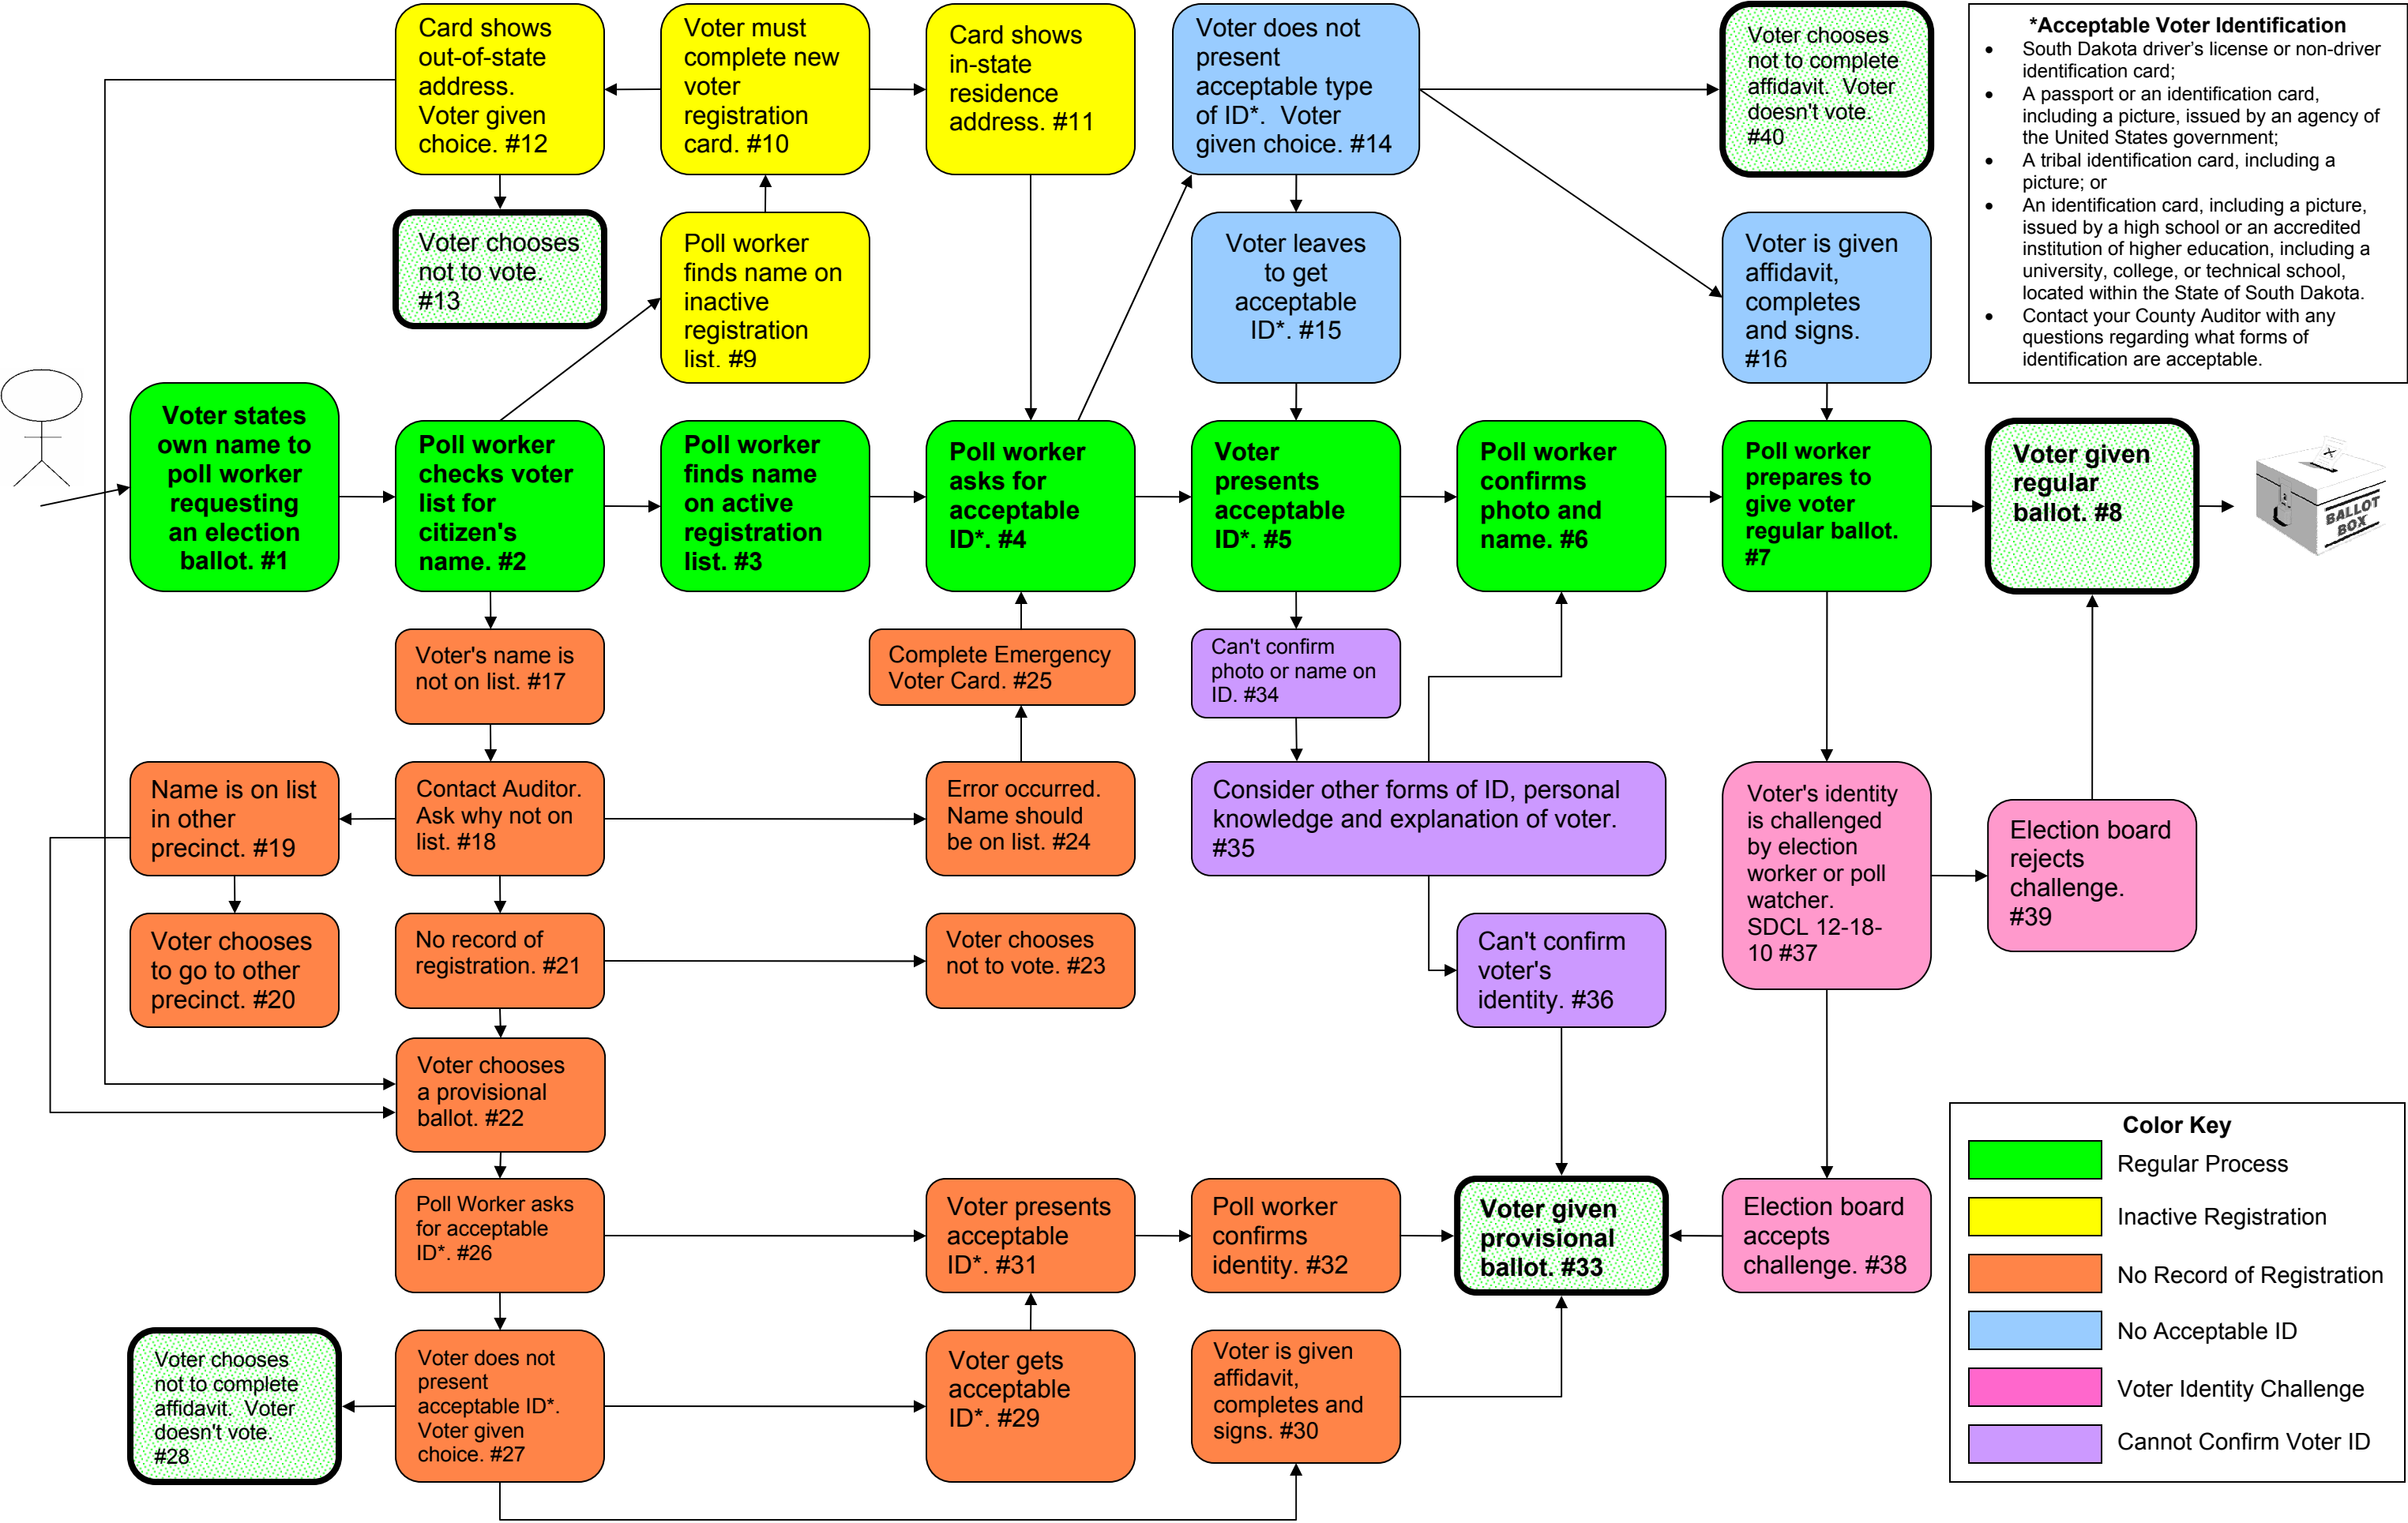 Card shows
out-of-state
address.
Voter given
choice. #12
Voter must
complete new
voter
registration
card. #10
Card shows
in-state
residence
address. #11
Voter does not
present
acceptable type
of ID*. Voter
given choice. #14
Voter chooses
not to complete
affidavit. Voter
doesn't vote.
#40
*Acceptable Voter Identification
• South Dakota driver's license or non-driver
identification card;
• A passport or an identification card,
including a picture, issued by an agency of
the United States government;
• A tribal identification card, including a
picture; or
• An identification card, including a picture,
issued by a high school or an accredited
institution of higher education, including a
university, college, or technical school,
located within the State of South Dakota.
• Contact your County Auditor with any
questions regarding what forms of
identification are acceptable.
Voter chooses
not to vote.
#13
Poll worker
finds name on
inactive
registration
list. #9
Voter leaves
to get
acceptable
ID*. #15
Voter is given
affidavit,
completes
and signs.
#16
Voter states
own name to
poll worker
requesting
an election
ballot. #1
Poll worker
checks voter
list for
citizen's
name. #2
Poll worker
finds name
on active
registration
list. #3
Poll worker
asks for
acceptable
ID*. #4
Voter
presents
acceptable
ID*. #5
Poll worker
confirms
photo and
name. #6
Poll worker
prepares to
give voter
regular ballot.
#7
Voter given
regular
ballot. #8
BALLOT
BOX
Voter's name is
not on list. #17
Complete Emergency
Voter Card. #25
Can't confirm
photo or name on
ID. #34
Name is on list
in other
precinct. #19
Contact Auditor.
Ask why not on
list. #18
Error occurred.
Name should
be on list. #24
Consider other forms of ID, personal
knowledge and explanation of voter.
#35
Voter's identity
is challenged
by election
worker or poll
watcher.
SDCL 12-18-
10 #37
Election board
rejects
challenge.
#39
Voter chooses
to go to other
precinct. #20
No record of
registration. #21
Voter chooses
not to vote. #23
Can't confirm
voter's
identity. #36
Voter chooses
a provisional
ballot. #22
Poll Worker asks
for acceptable
ID*. #26
Voter presents
acceptable
ID*. #31
Poll worker
confirms
identity. #32
Voter given
provisional
ballot. #33
Election board
accepts
challenge. #38
Voter chooses
not to complete
affidavit. Voter
doesn't vote.
#28
Voter does not
present
acceptable ID*.
Voter given
choice. #27
Voter gets
acceptable
ID*. #29
Voter is given
affidavit,
completes and
signs. #30
Color Key
Regular Process
Inactive Registration
No Record of Registration
No Acceptable ID
Voter Identity Challenge
Cannot Confirm Voter ID